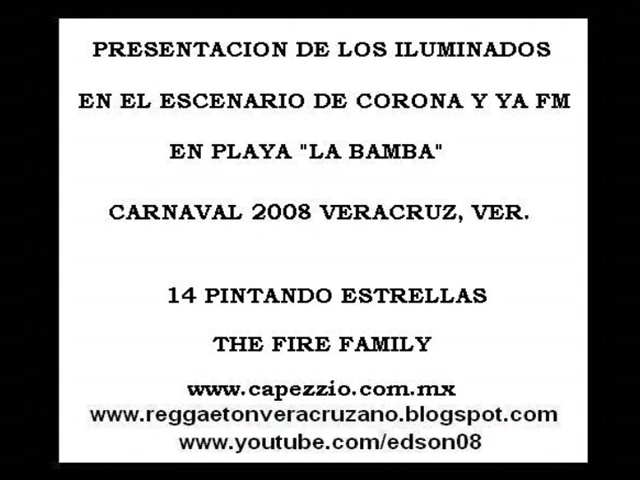 PRESENTACION DE LOS ILUMINADOS
EN EL ESCENARIO DE CORONA Y YA FM
EN PLAYA "LA BAMBA"
CARNAVAL 2008 VERACRUZ, VER.
14 PINTANDO ESTRELLAS
THE FIRE FAMILY
www.capezzio.com.mx
www.reggaetonveracruzano.blogspot.com
www.youtube.com/edson08